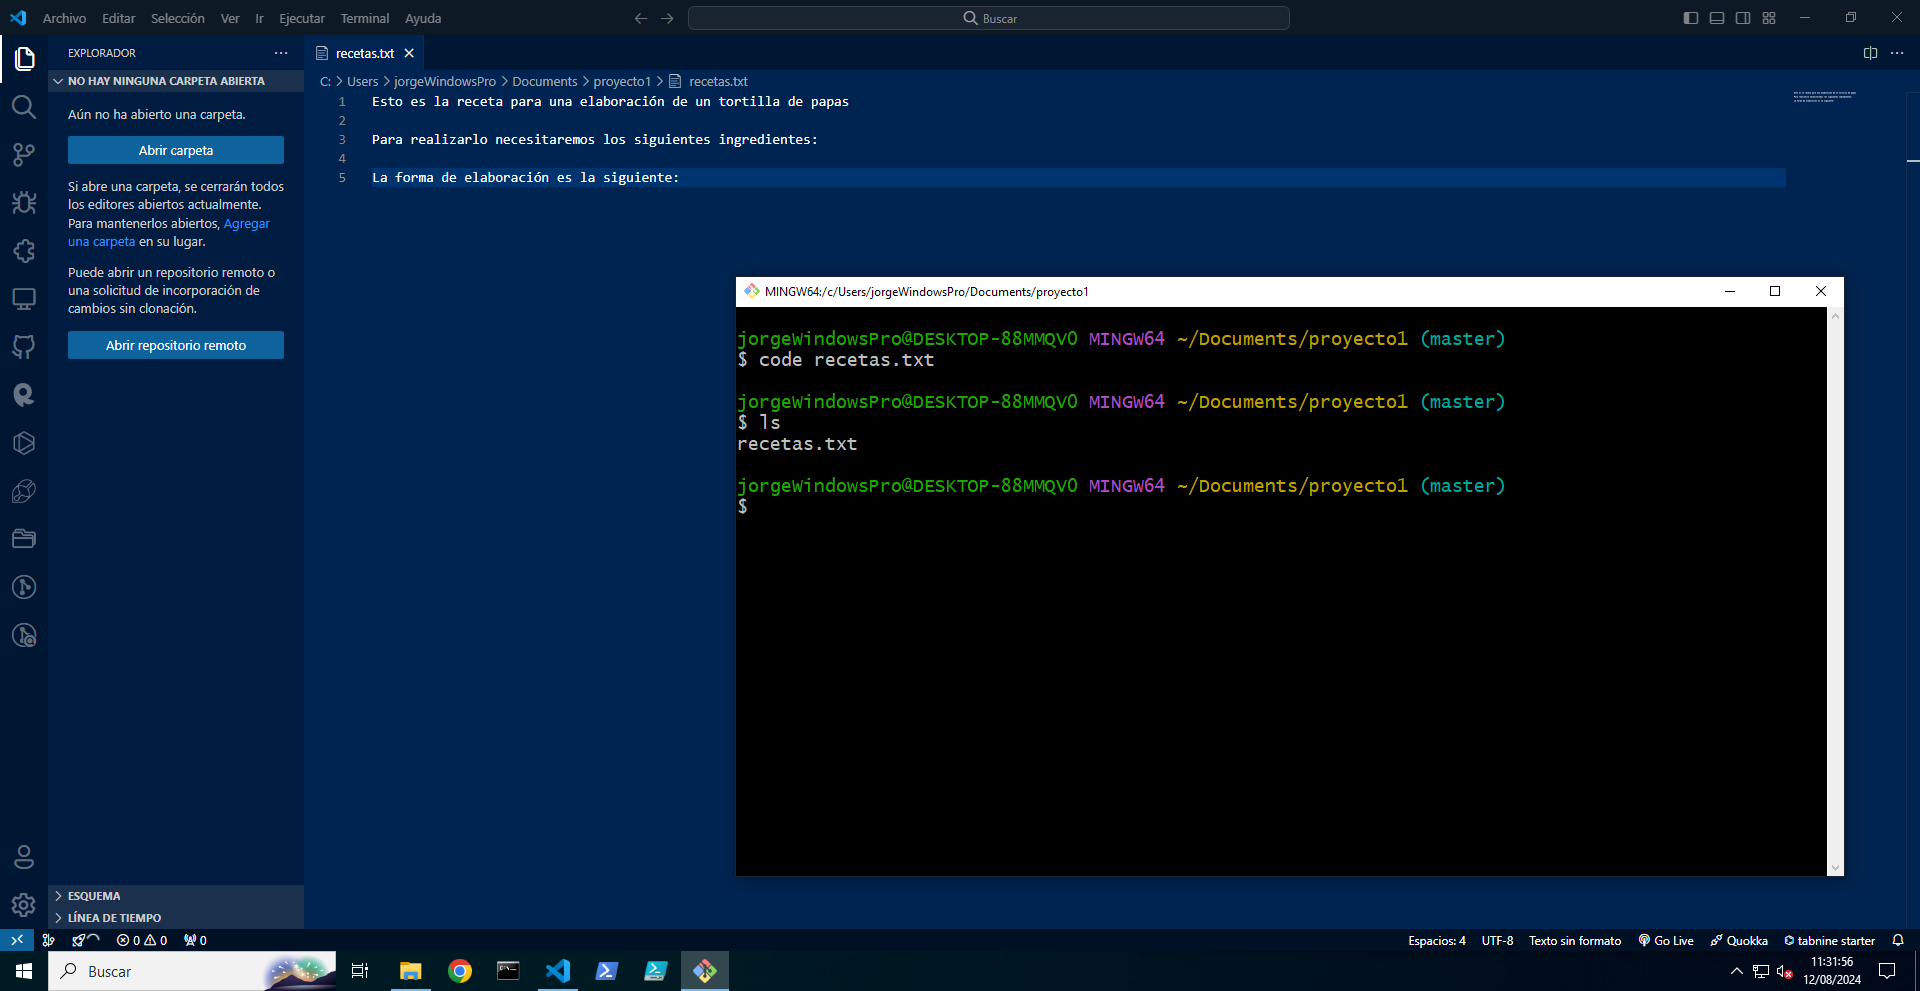 Archivo Editar Selección Ver Ir Ejecutar Terminal Ayuda
Buscar
EXPLORADOR
NO HAY NINGUNA CARPETA ABIERTA
Aún no ha abierto una carpeta.
Abrir carpeta
Si abre una carpeta, se cerrarán todos
los editores abiertos actualmente.
Para mantenerlos abiertos, Agregar
una carpeta en su lugar.
Puede abrir un repositorio remoto o
una solicitud de incorporación de
cambios sin clonación.
Abrir repositorio remoto
ESQUEMA
LÍNEA DE TIEMPO
recetas.txt
C: > Users > jorgeWindowsPro > Documents > proyecto1 > recetas.txt
1 Esto es la receta para una elaboración de un tortilla de papas
2
3 Para realizarlo necesitaremos los siguientes ingredientes:
4
5 La forma de elaboración es la siguiente:
MINGW64:/c/Users/jorgeWindowsPro/Documents/proyecto1
jorgeWindowsPro@DESKTOP-88MMQV0 MINGW64 ~/Documents/proyecto1 (master)
$ code recetas.txt
jorgeWindowsPro@DESKTOP-88MMQV0 MINGW64 ~/Documents/proyecto1 (master)
$ ls
recetas.txt
jorgeWindowsPro@DESKTOP-88MMQV0 MINGW64 ~/Documents/proyecto1 (master)
$
0 0 0
Espacios: 4 UTF-8 Texto sin formato Go Live Quokka tabnine starter
Buscar
11:31:56
12/08/2024